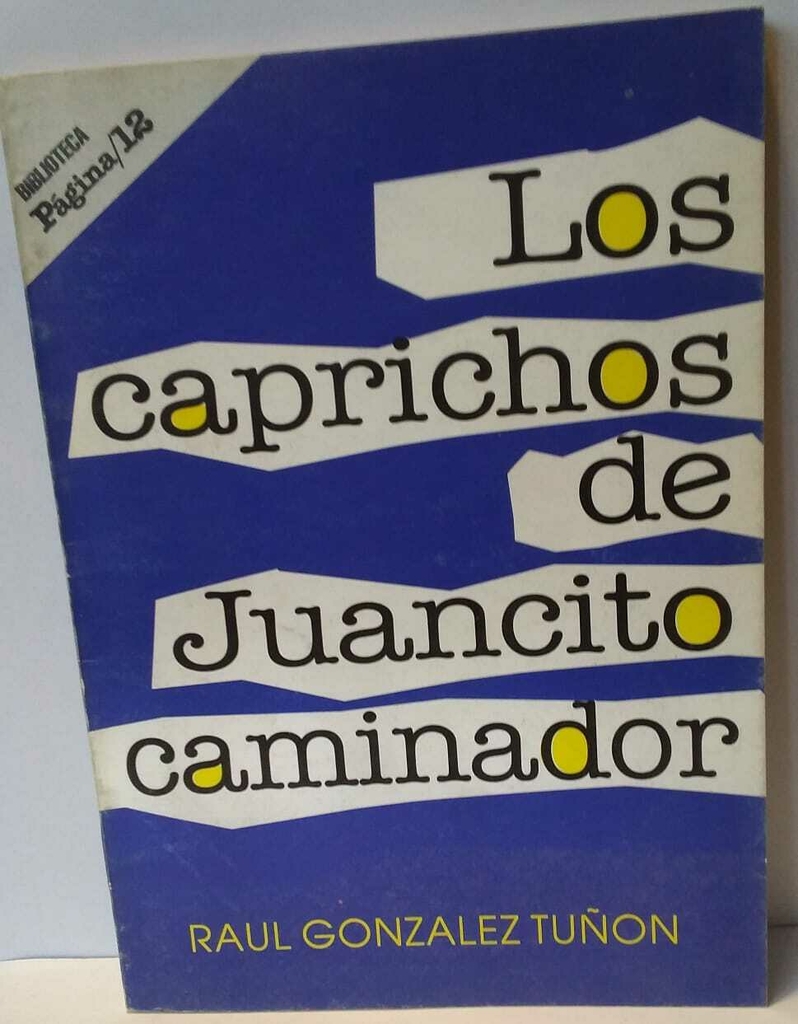 BIBLIOTECA
Página/12
Los
caprichos
de
Juancito
caminador
RAUL GONZALEZ TUÑON